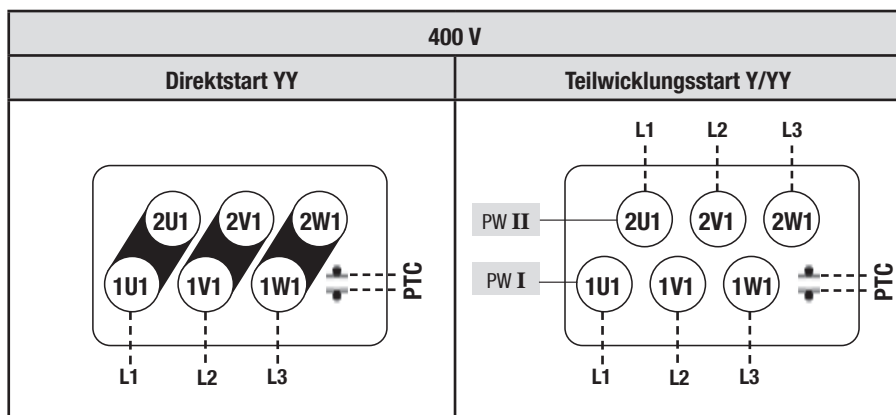 400 V
Direktstart YY
Teilwicklungsstart Y/YY
2U1 2V1 2W1
1U1 1V1 1W1
PTC
L1 L2 L3
L1 L2 L3
PW II
2U1 2V1 2W1
PW I
1U1 1V1 1W1
PTC
L1 L2 L3